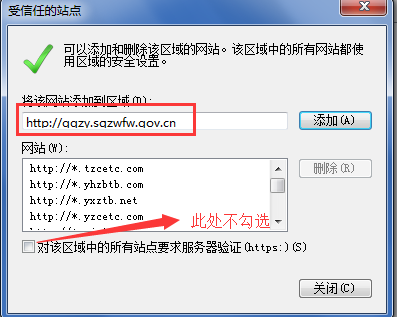 受信任的站点
可以添加和删除该区域的网站。该区域中的所有网站都使
用区域的安全设置。
将该网站添加到区域(D):
http://ggzy.sqzwfw.gov.cn
添加(A)
网站(W):
http://*.tzcetc.com
http://*.yhzbtb.com
http://*.yxztb.net
http://*.yzcetc.com
删除(R)
此处不勾选
对该区域中的所有站点要求服务器验证(https:)(S)
关闭(C)